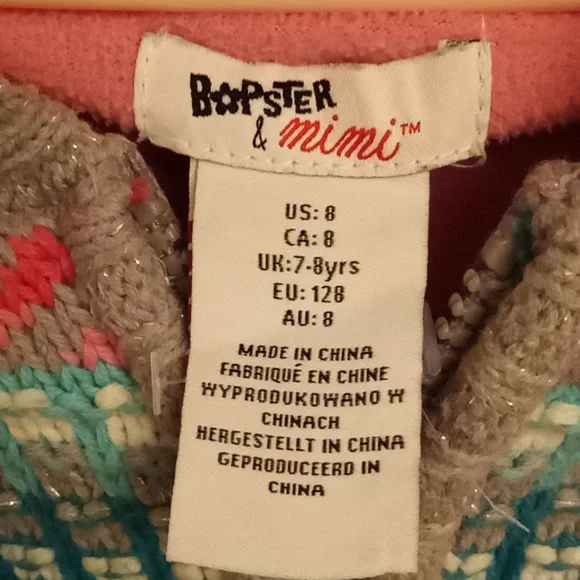 BOPSTER
& mimi™
US: 8
CA: 8
UK:7-8yrs
EU: 128
AU: 8
MADE IN CHINA
FABRIQUÉ EN CHINE
WYPRODUKOWANO W
CHINACH
HERGESTELLT IN CHINA
GEPRODUCEERD IN
CHINA